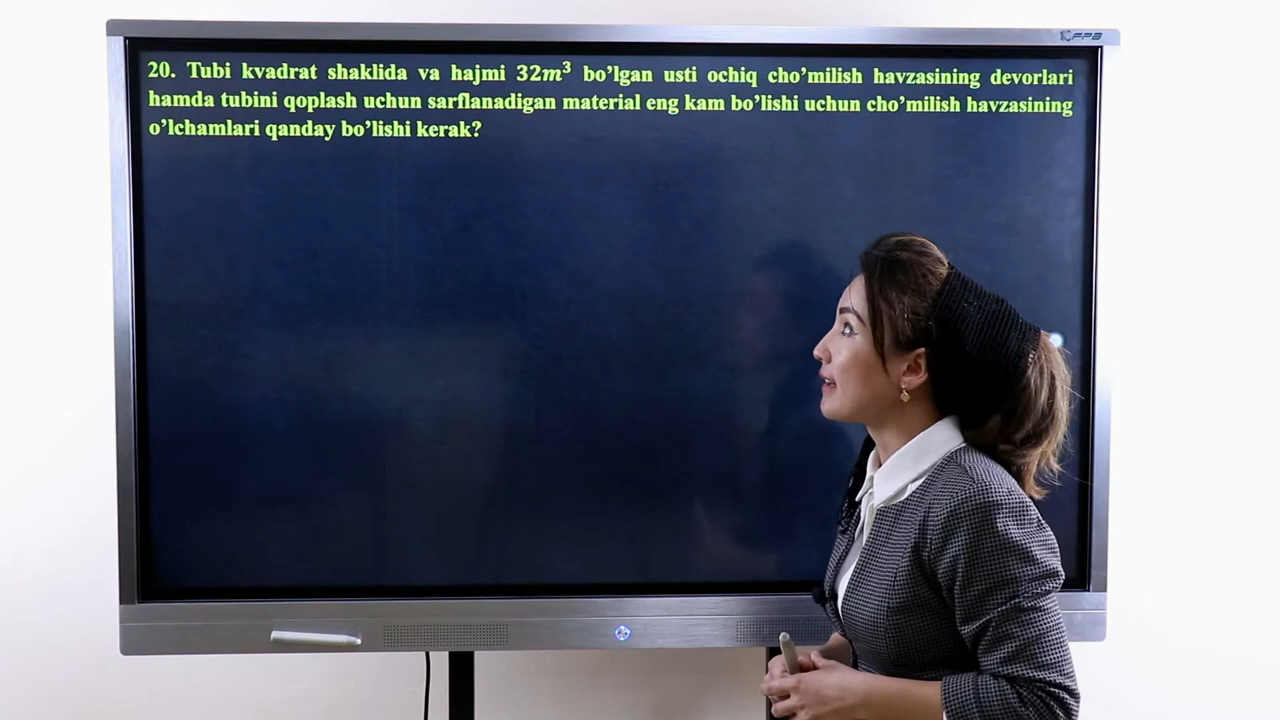 FPB
20. Tubi kvadrat shaklida va hajmi 32m³ bo’lgan usti ochiq cho’milish havzasining devorlari
hamda tubini qoplash uchun sarflanadigan material eng kam bo’lishi uchun cho’milish havzasining
o’lchamlari qanday bo’lishi kerak?